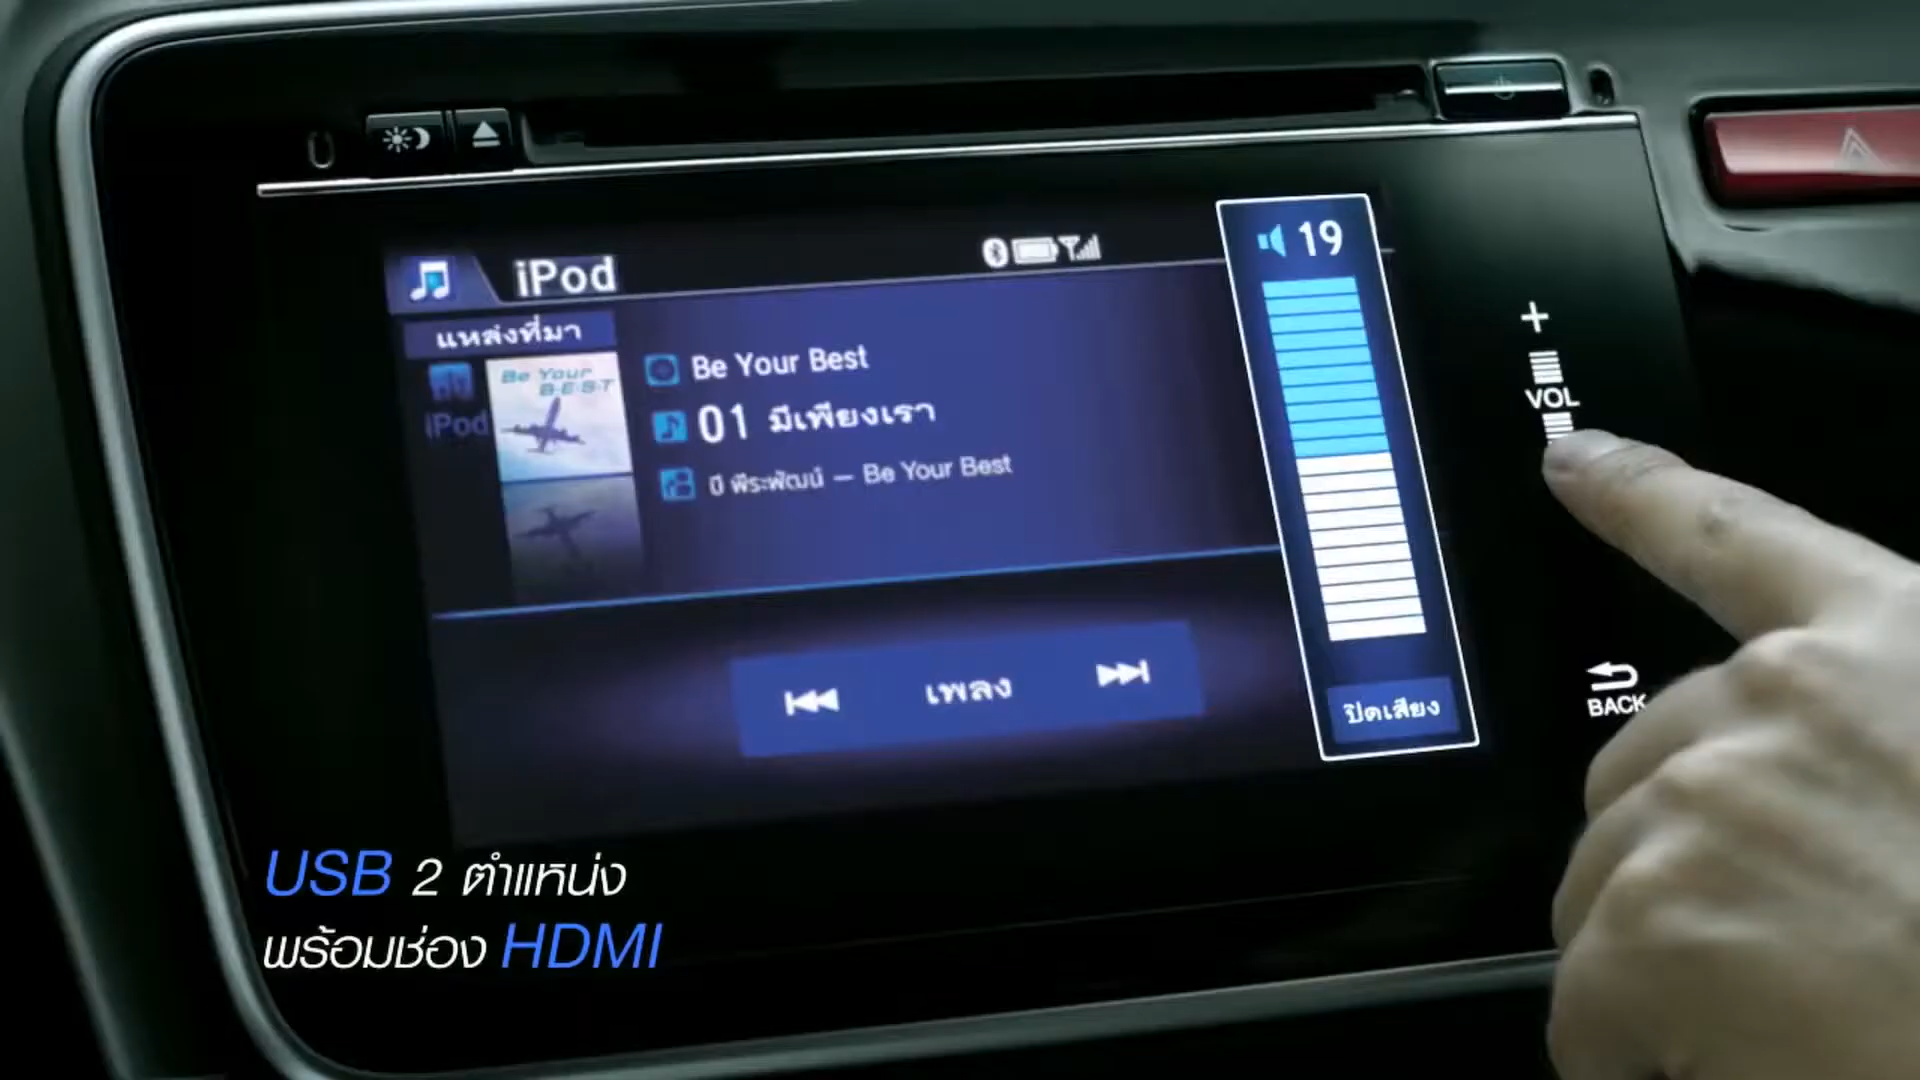 iPod
19
แหล่งที่มา
Be Your
B·E·S·T
iPod
Be Your Best
01 มีเพียงเรา
บี พีระพัฒน์ — Be Your Best
VOL
เพลง
ปิดเสียง
BACK
USB 2 ตำแหน่ง
พร้อมช่อง HDMI